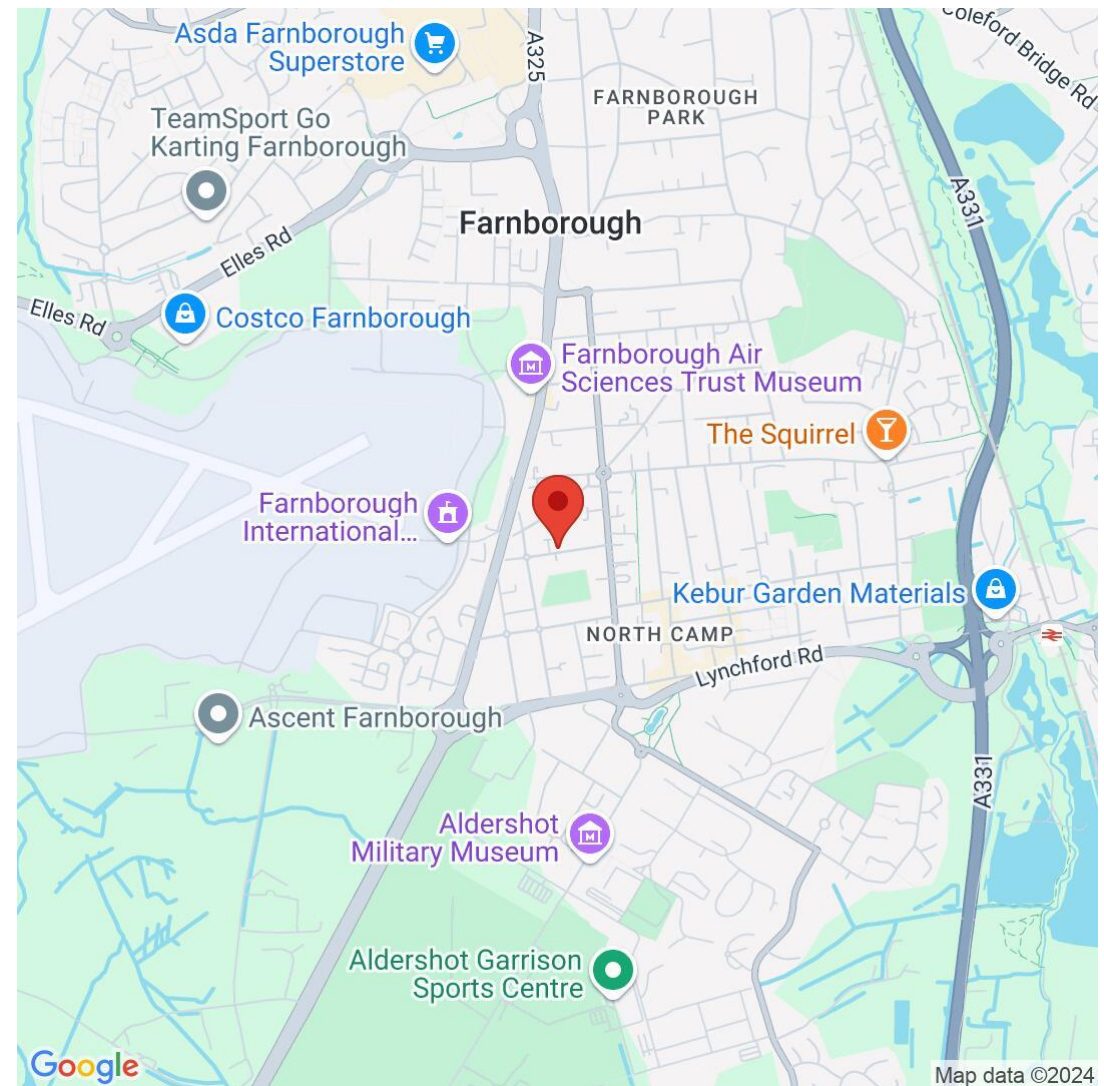 Asda Farnborough
Superstore
A325
Coleford Bridge Rd
FARNBOROUGH
PARK
TeamSport Go
Karting Farnborough
A331
Farnborough
Elles Rd
Elles Rd
Costco Farnborough
Farnborough Air
Sciences Trust Museum
The Squirrel
Farnborough
International...
Kebur Garden Materials
NORTH CAMP
Lynchford Rd
Ascent Farnborough
A331
Aldershot
Military Museum
Aldershot Garrison
Sports Centre
Google
Map data ©2024